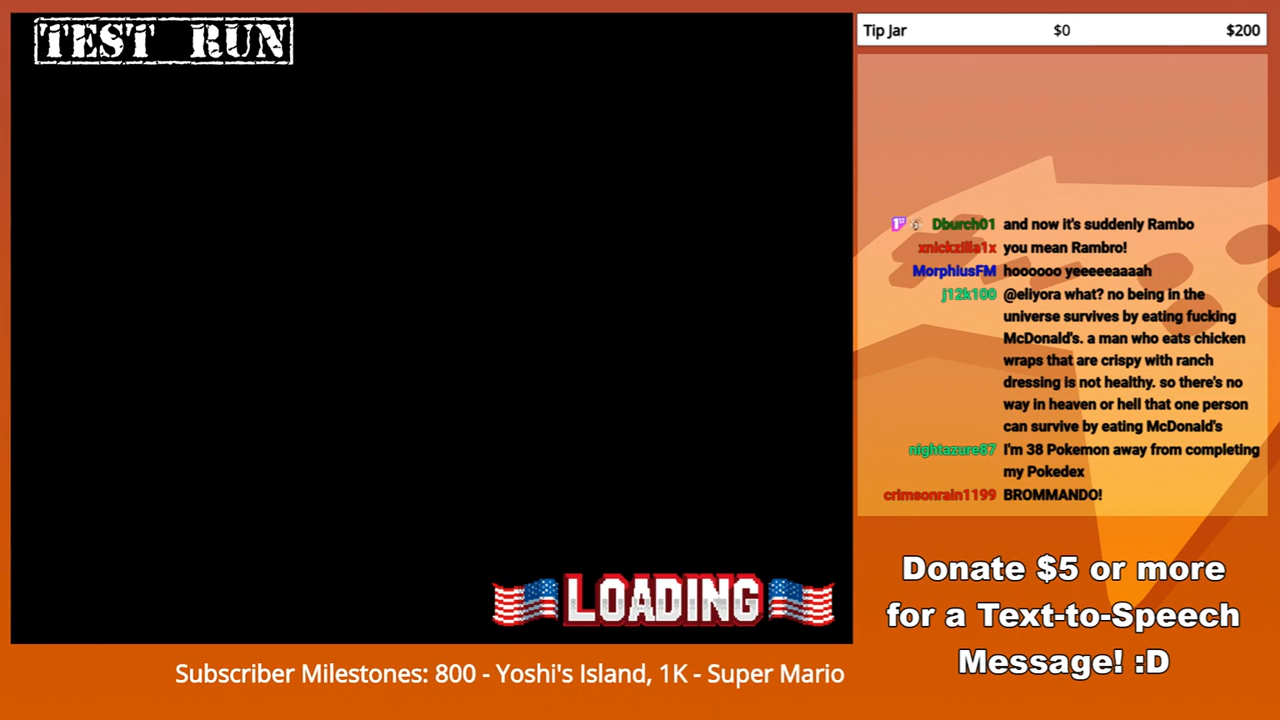 TEST RUN
Tip Jar $0 $200
Dburch01 and now it's suddenly Rambo
xnickzilla1x you mean Rambro!
MorphiusFM hoooooo yeeeeeaaaah
j12k100 @eliyora what? no being in the
universe survives by eating fucking
McDonald's. a man who eats chicken
wraps that are crispy with ranch
dressing is not healthy. so there's no
way in heaven or hell that one person
can survive by eating McDonald's
nightazure87 I'm 38 Pokemon away from completing
my Pokedex
crimsonrain1199 BROMMANDO!
LOADING
Donate $5 or more
for a Text-to-Speech
Message! :D
Subscriber Milestones: 800 - Yoshi's Island, 1K - Super Mario